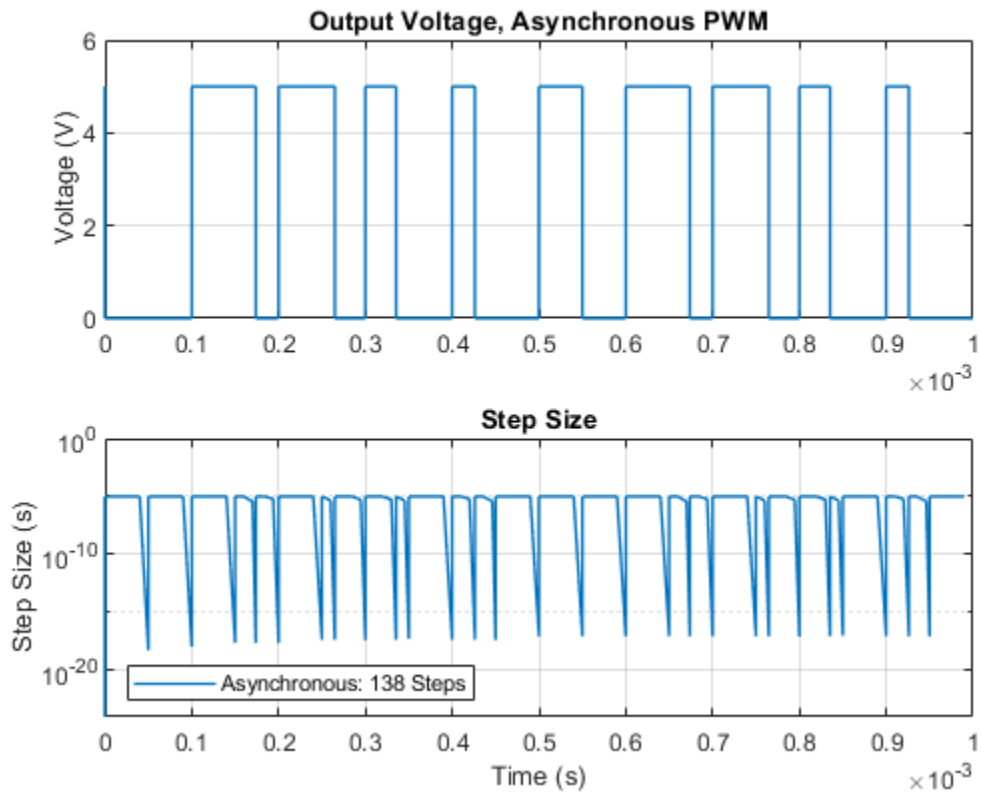 Output Voltage, Asynchronous PWM
Voltage (V)
6
4
2
0
0 0.1 0.2 0.3 0.4 0.5 0.6 0.7 0.8 0.9 1
×10-3
Step Size
Step Size (s)
100
10-10
10-20
Asynchronous: 138 Steps
0 0.1 0.2 0.3 0.4 0.5 0.6 0.7 0.8 0.9 1
Time (s)
×10-3